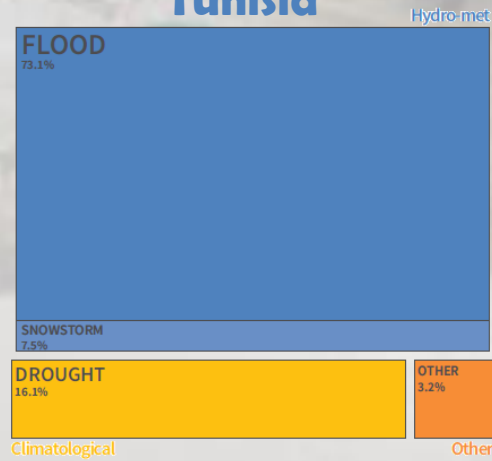 Tunisia
Hydro-met
FLOOD
73.1%
SNOWSTORM
7.5%
DROUGHT
16.1%
OTHER
3.2%
Climatological
Other